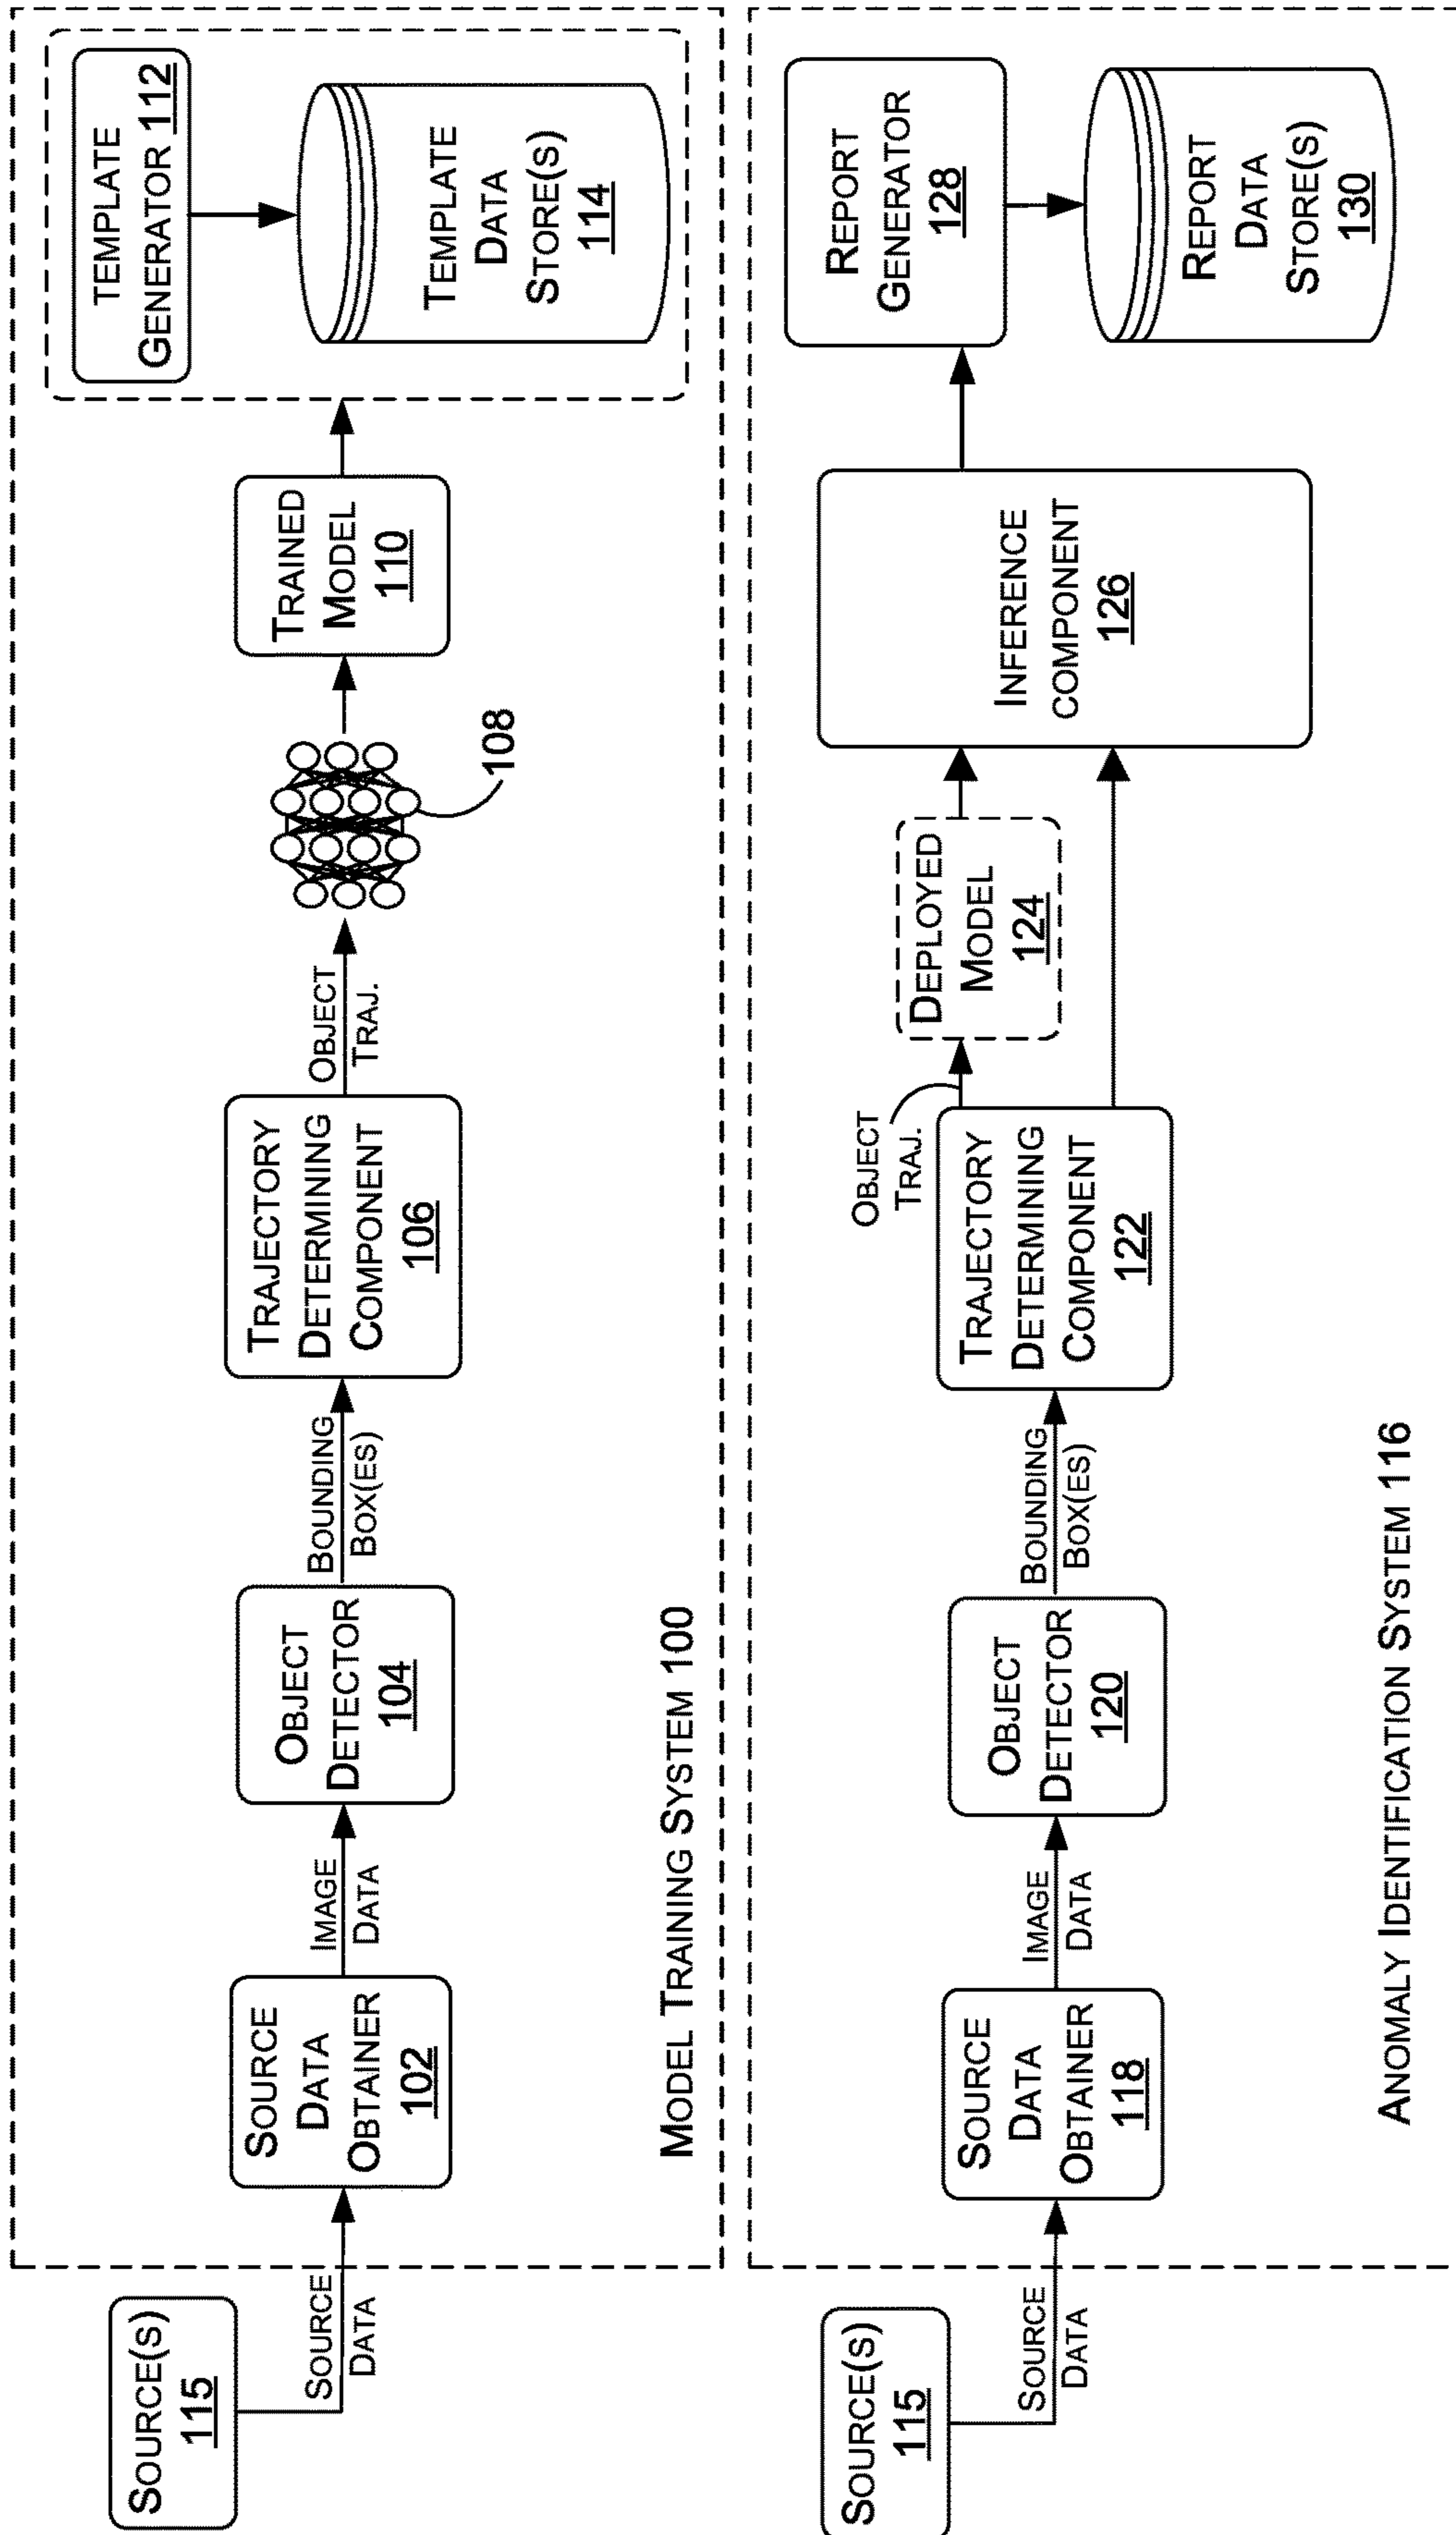 SOURCE(S)
115
SOURCE
DATA
SOURCE
DATA
OBTAINER
102
IMAGE
DATA
OBJECT
DETECTOR
104
BOUNDING
BOX(ES)
TRAJECTORY
DETERMINING
COMPONENT
106
OBJECT
TRAJ.
108
TRAINED
MODEL
110
TEMPLATE
GENERATOR 112
TEMPLATE
DATA
STORE(S)
114
MODEL TRAINING SYSTEM 100
SOURCE(S)
115
SOURCE
DATA
SOURCE
DATA
OBTAINER
118
IMAGE
DATA
OBJECT
DETECTOR
120
BOUNDING
BOX(ES)
TRAJECTORY
DETERMINING
COMPONENT
122
OBJECT
TRAJ.
DEPLOYED
MODEL
124
INFERENCE
COMPONENT
126
REPORT
GENERATOR
128
REPORT
DATA
STORE(S)
130
ANOMALY IDENTIFICATION SYSTEM 116